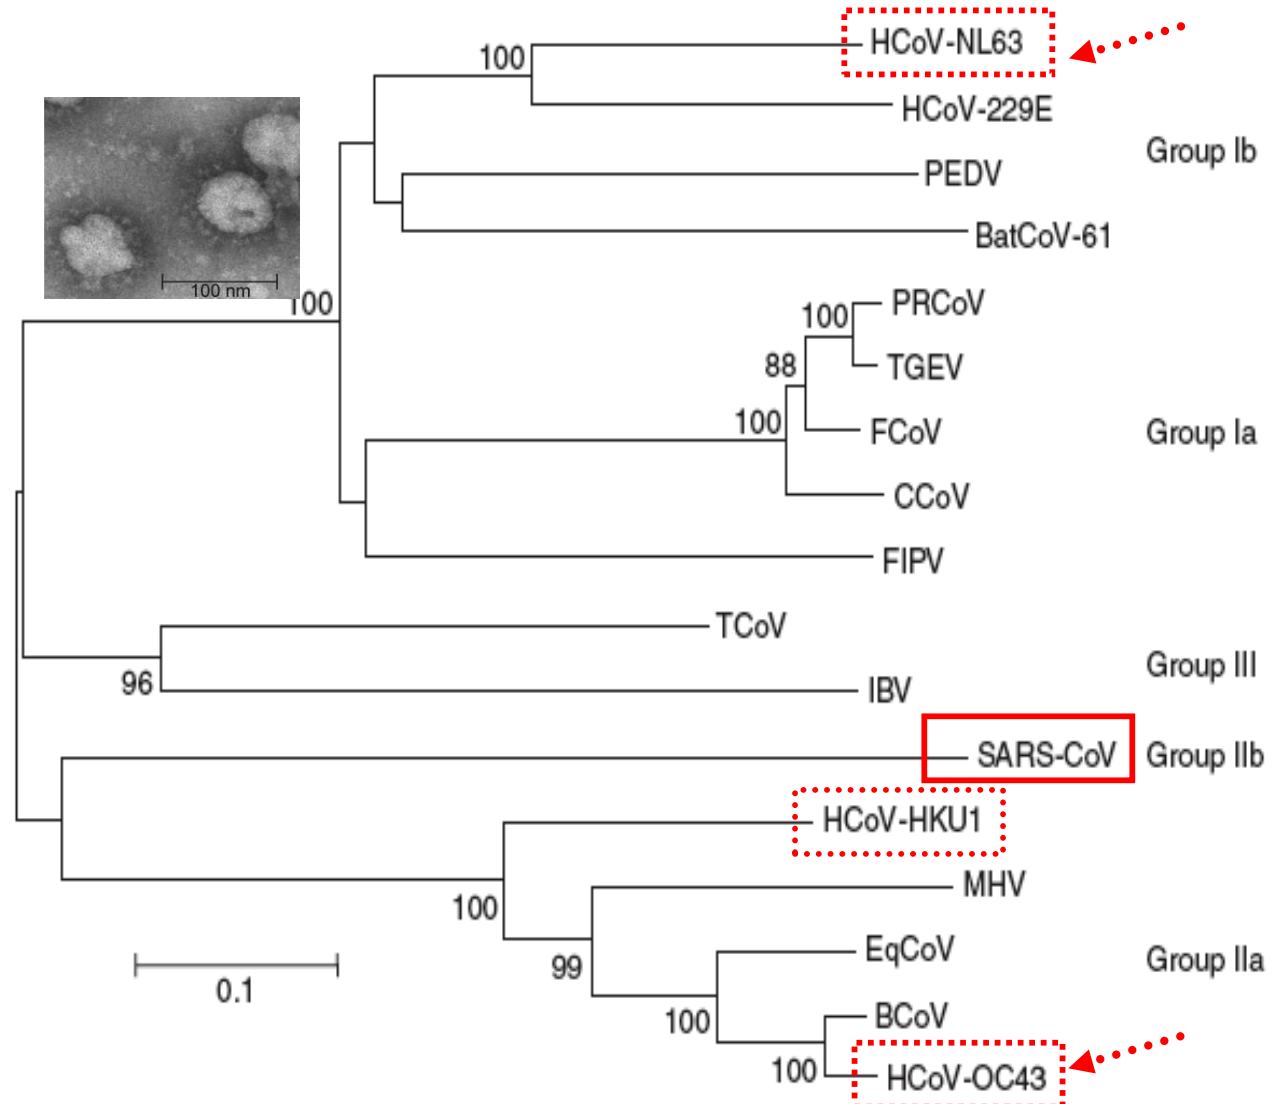 HCoV-NL63
100
HCoV-229E
Group Ib
PEDV
BatCoV-61
100 nm
100
PRCoV
100
TGEV
88
FCoV
100
Group Ia
CCoV
FIPV
TCoV
96
Group III
IBV
SARS-CoV
Group IIb
HCoV-HKU1
MHV
100
EqCoV
99
Group IIa
0.1
BCoV
100
HCoV-OC43
100